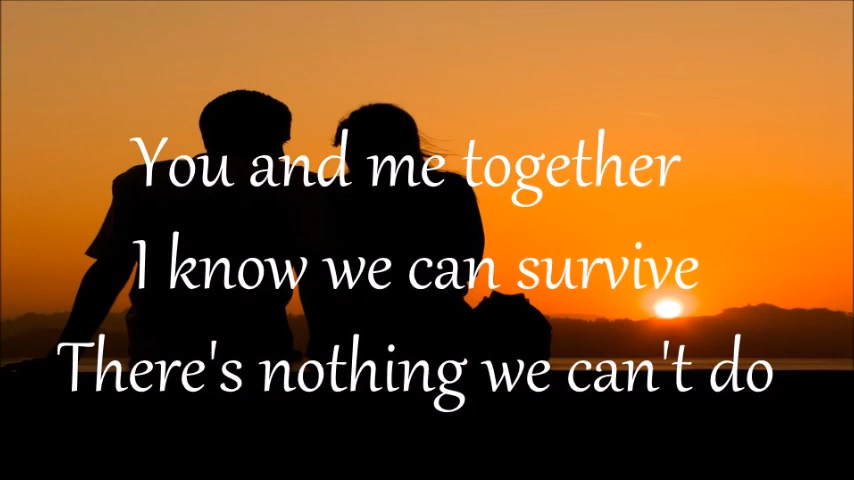 You and me together
I know we can survive
There's nothing we can't do